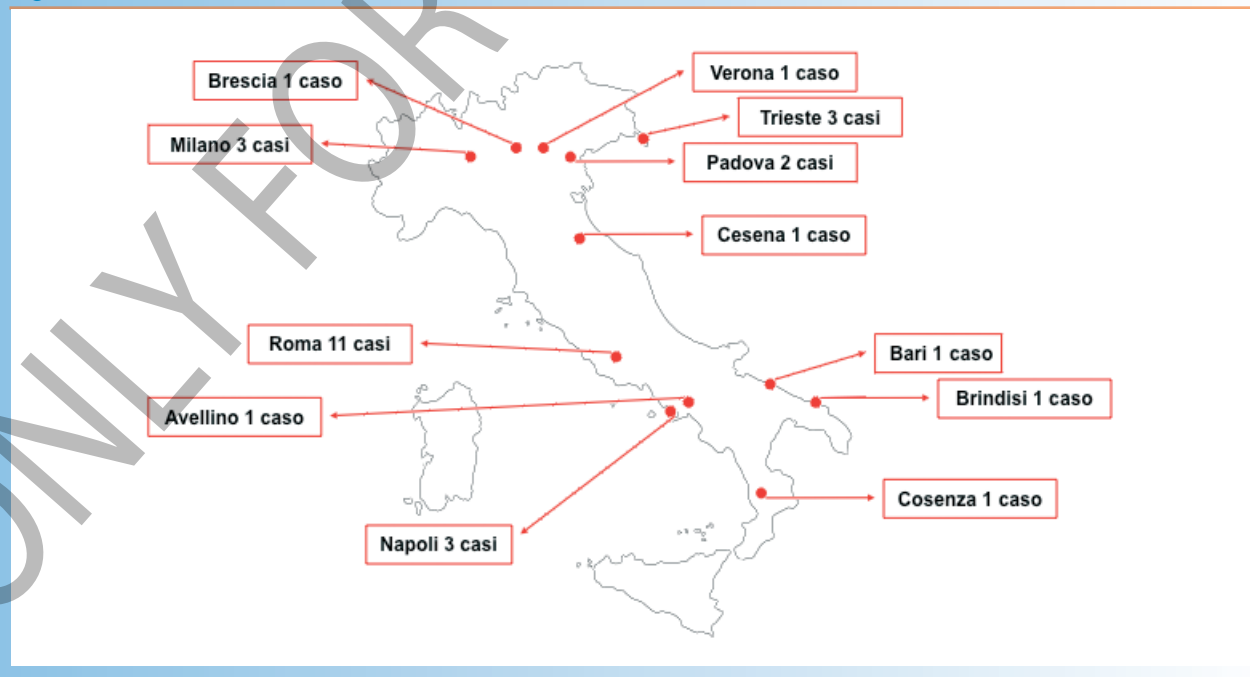 Verona 1 caso
Brescia 1 caso
Trieste 3 casi
Milano 3 casi
Padova 2 casi
Cesena 1 caso
Roma 11 casi
Bari 1 caso
Brindisi 1 caso
Avellino 1 caso
Cosenza 1 caso
Napoli 3 casi
ONLY FOR